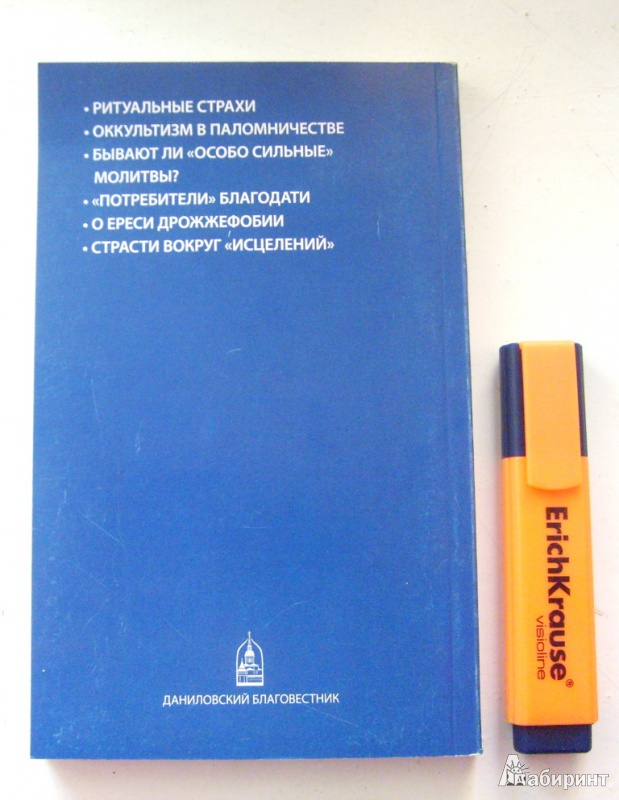 • РИТУАЛЬНЫЕ СТРАХИ
• ОККУЛЬТИЗМ В ПАЛОМНИЧЕСТВЕ
• БЫВАЮТ ЛИ «ОСОБО СИЛЬНЫЕ»
МОЛИТВЫ?
• «ПОТРЕБИТЕЛИ» БЛАГОДАТИ
• О ЕРЕСИ ДРОЖЖЕФОБИИ
• СТРАСТИ ВОКРУГ «ИСЦЕЛЕНИЙ»
ДАНИЛОВСКИЙ БЛАГОВЕСТНИК
ErichKrause®
visioline
Лабиринт